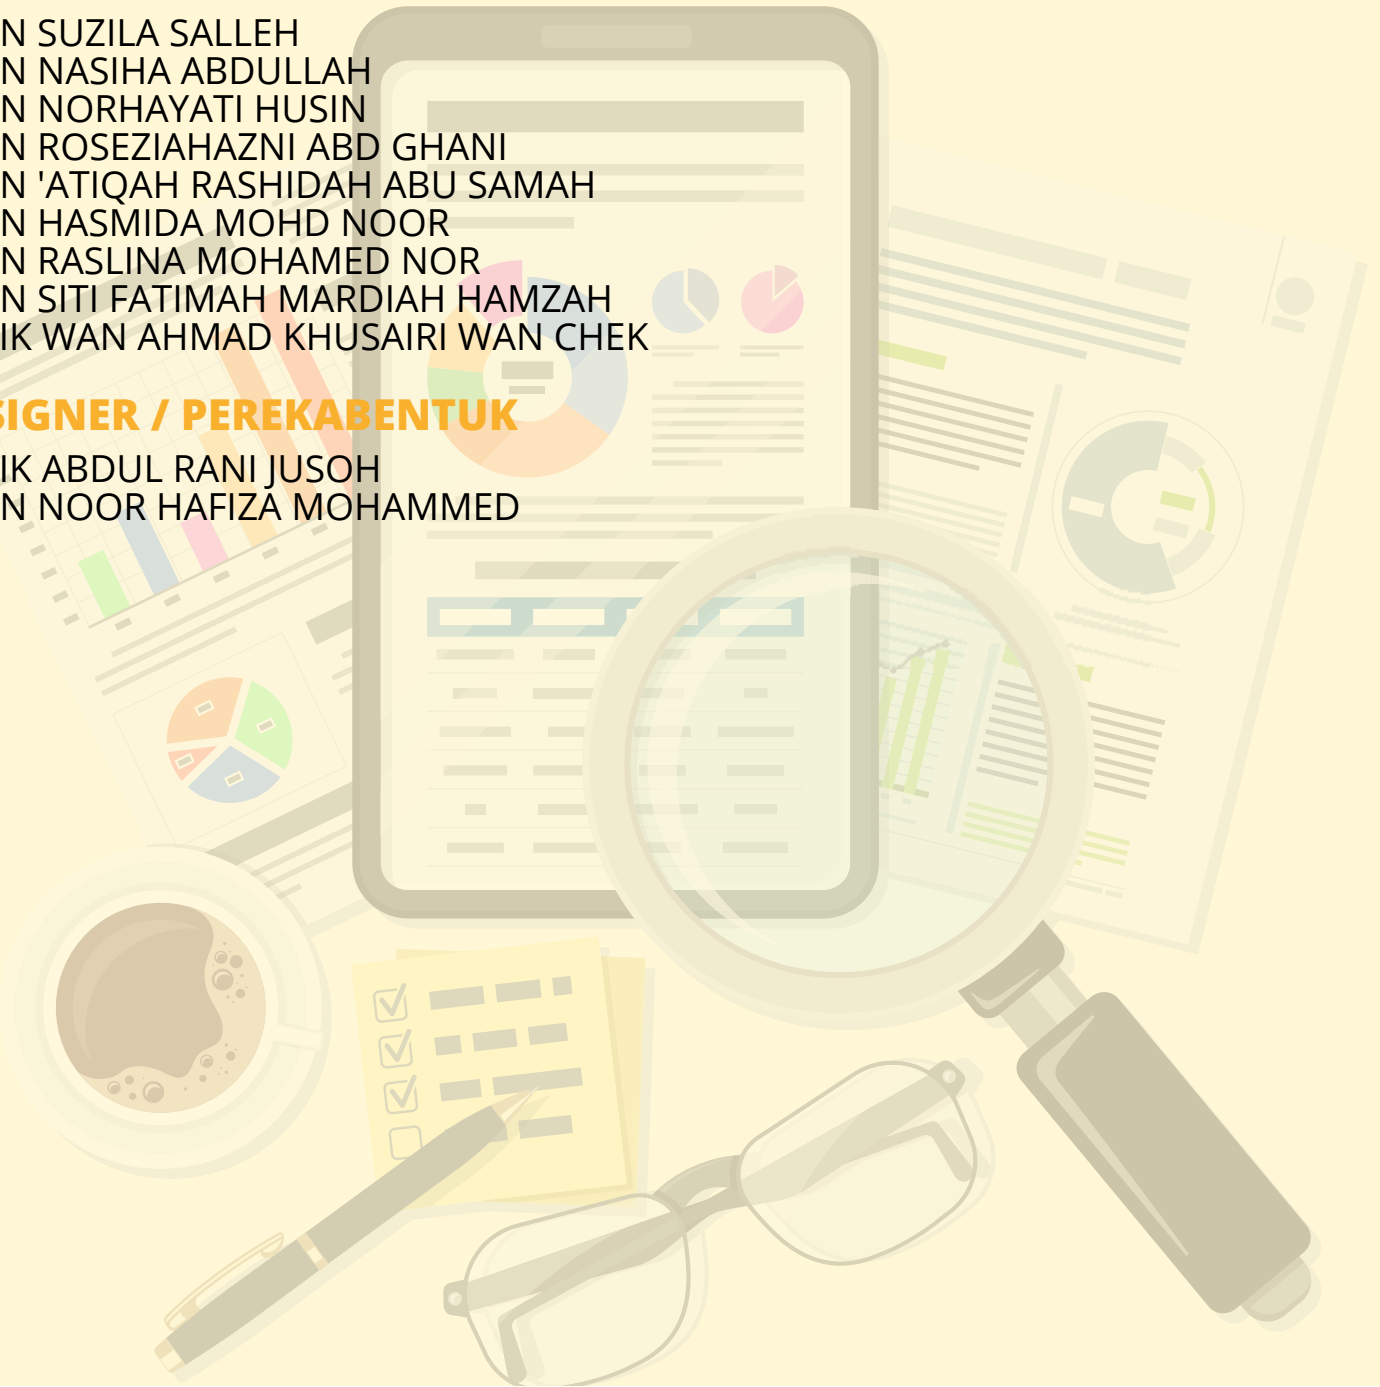 N SUZILA SALLEH
N NASIHA ABDULLAH
N NORHAYATI HUSIN
N ROSEZIAHAZNI ABD GHANI
N 'ATIQAH RASHIDAH ABU SAMAH
N HASMIDA MOHD NOOR
N RASLINA MOHAMED NOR
N SITI FATIMAH MARDIAH HAMZAH
IK WAN AHMAD KHUSAIRI WAN CHEK
SIGNER / PEREKABENTUK
IK ABDUL RANI JUSOH
N NOOR HAFIZA MOHAMMED